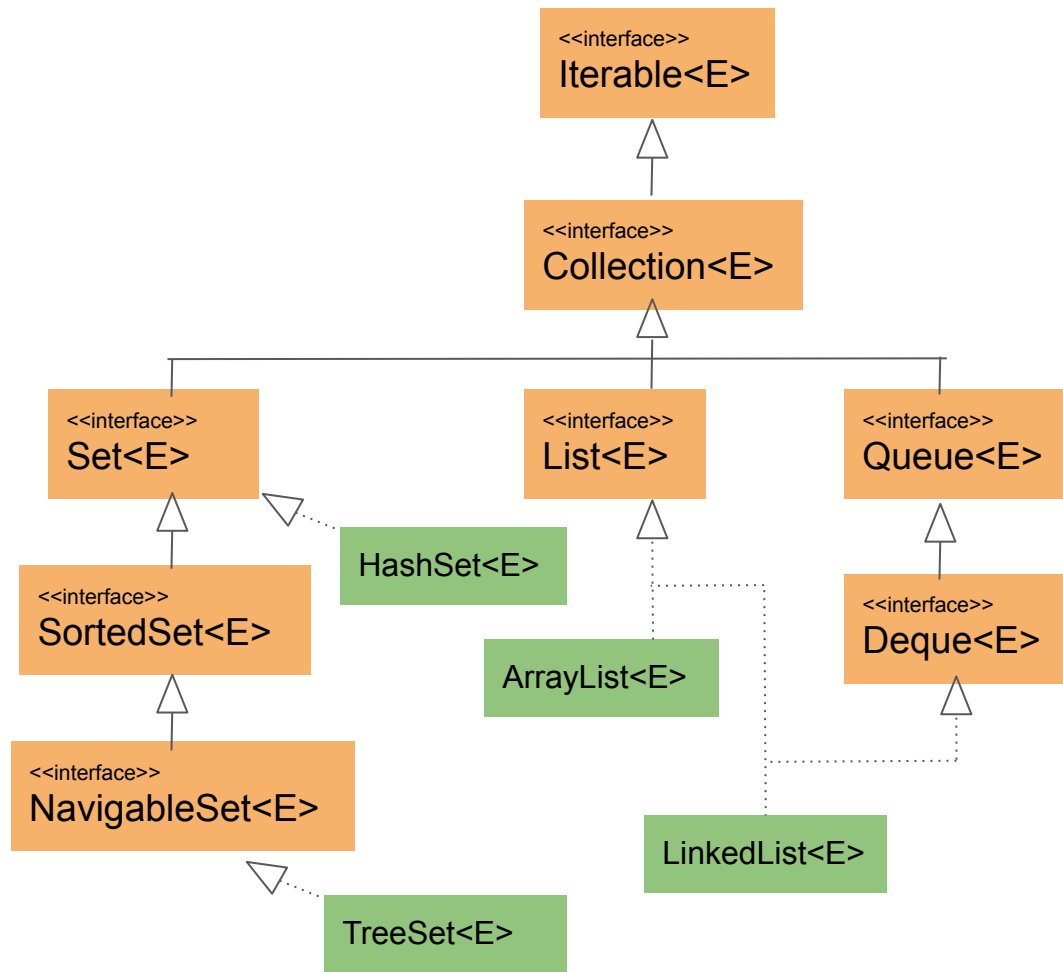 <<interface>>
Iterable<E>
<<interface>>
Collection<E>
<<interface>>
Set<E>
<<interface>>
List<E>
<<interface>>
Queue<E>
HashSet<E>
<<interface>>
SortedSet<E>
<<interface>>
Deque<E>
ArrayList<E>
<<interface>>
NavigableSet<E>
LinkedList<E>
TreeSet<E>